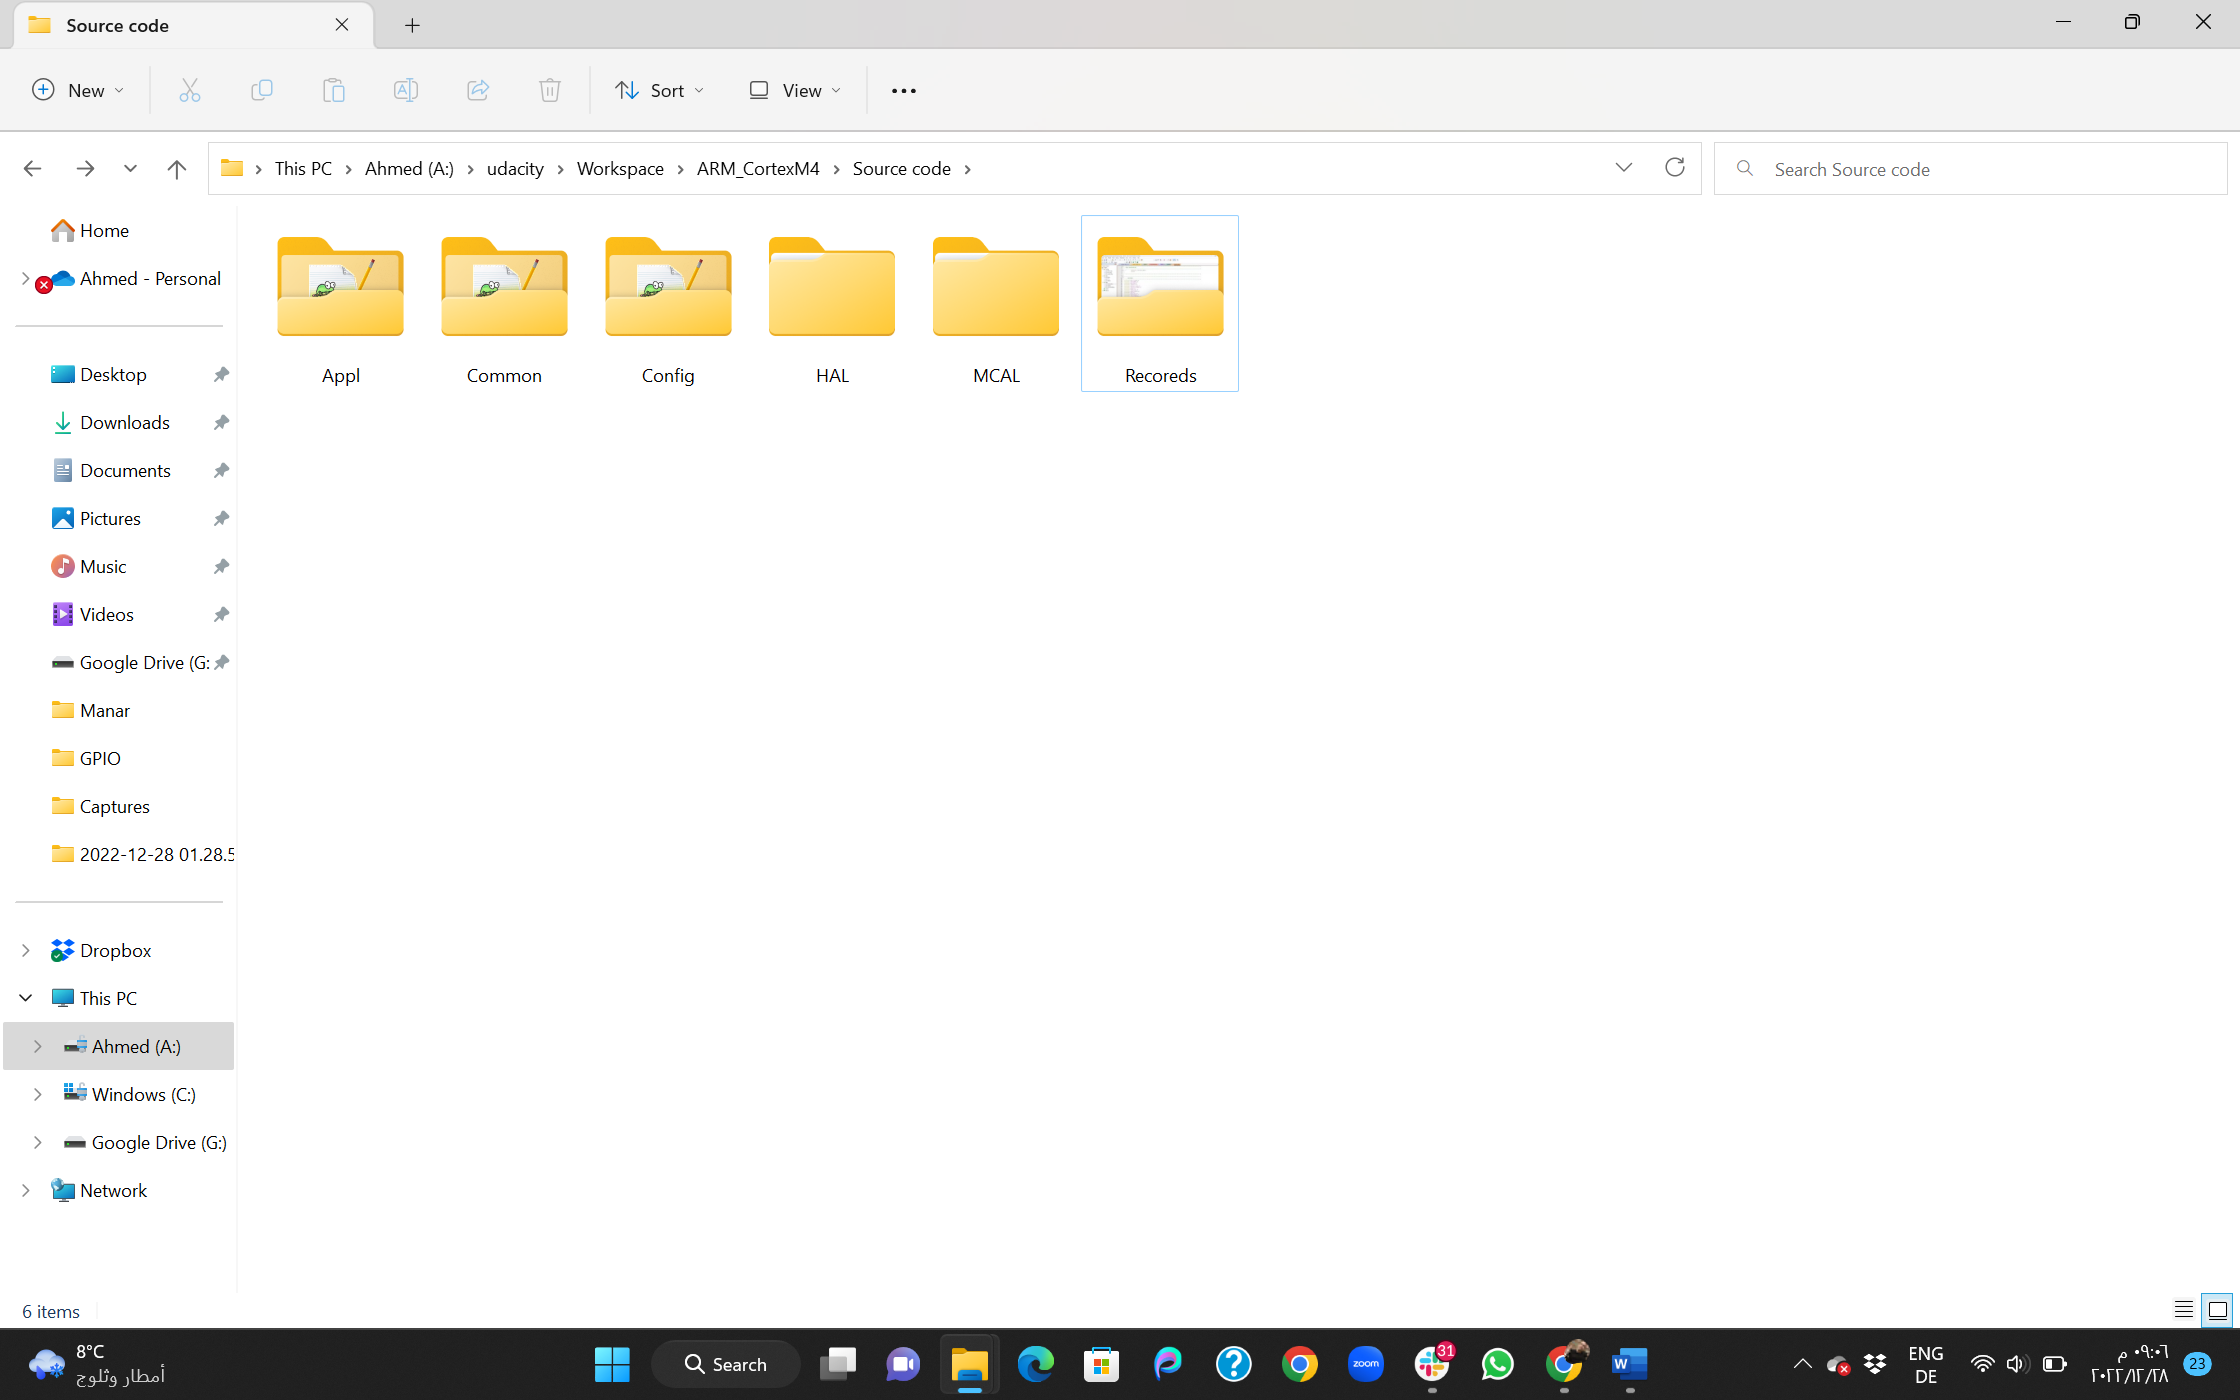 Source code
New
Sort
View
This PC > Ahmed (A:) > udacity > Workspace > ARM_CortexM4 > Source code >
Search Source code
Home
Ahmed - Personal
Desktop
Downloads
Documents
Pictures
Music
Videos
Google Drive (G:
Manar
GPIO
Captures
2022-12-28 01.28.5
Dropbox
This PC
Ahmed (A:)
Windows (C:)
Google Drive (G:)
Network
Appl
Common
Config
HAL
MCAL
Recoreds
6 items
8°C
أمطار وثلوج
Search
zoom
31
ENG
DE
٠٩:٠٦ م
٢٠٢٢/١٢/٢٨
23